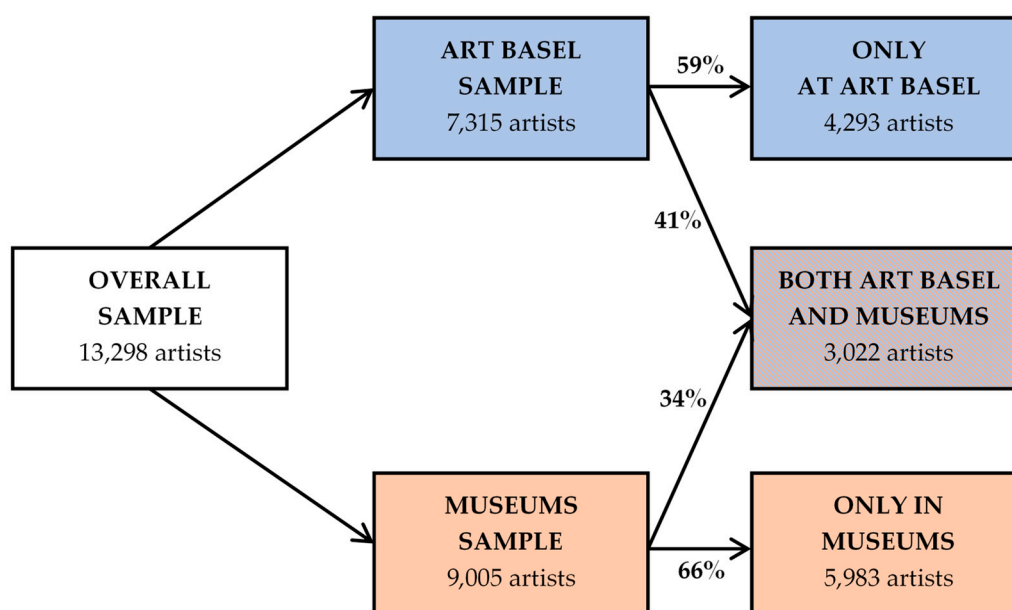 ART BASEL
SAMPLE
7,315 artists
59%
ONLY
AT ART BASEL
4,293 artists
41%
OVERALL
SAMPLE
13,298 artists
BOTH ART BASEL
AND MUSEUMS
3,022 artists
34%
MUSEUMS
SAMPLE
9,005 artists
66%
ONLY IN
MUSEUMS
5,983 artists